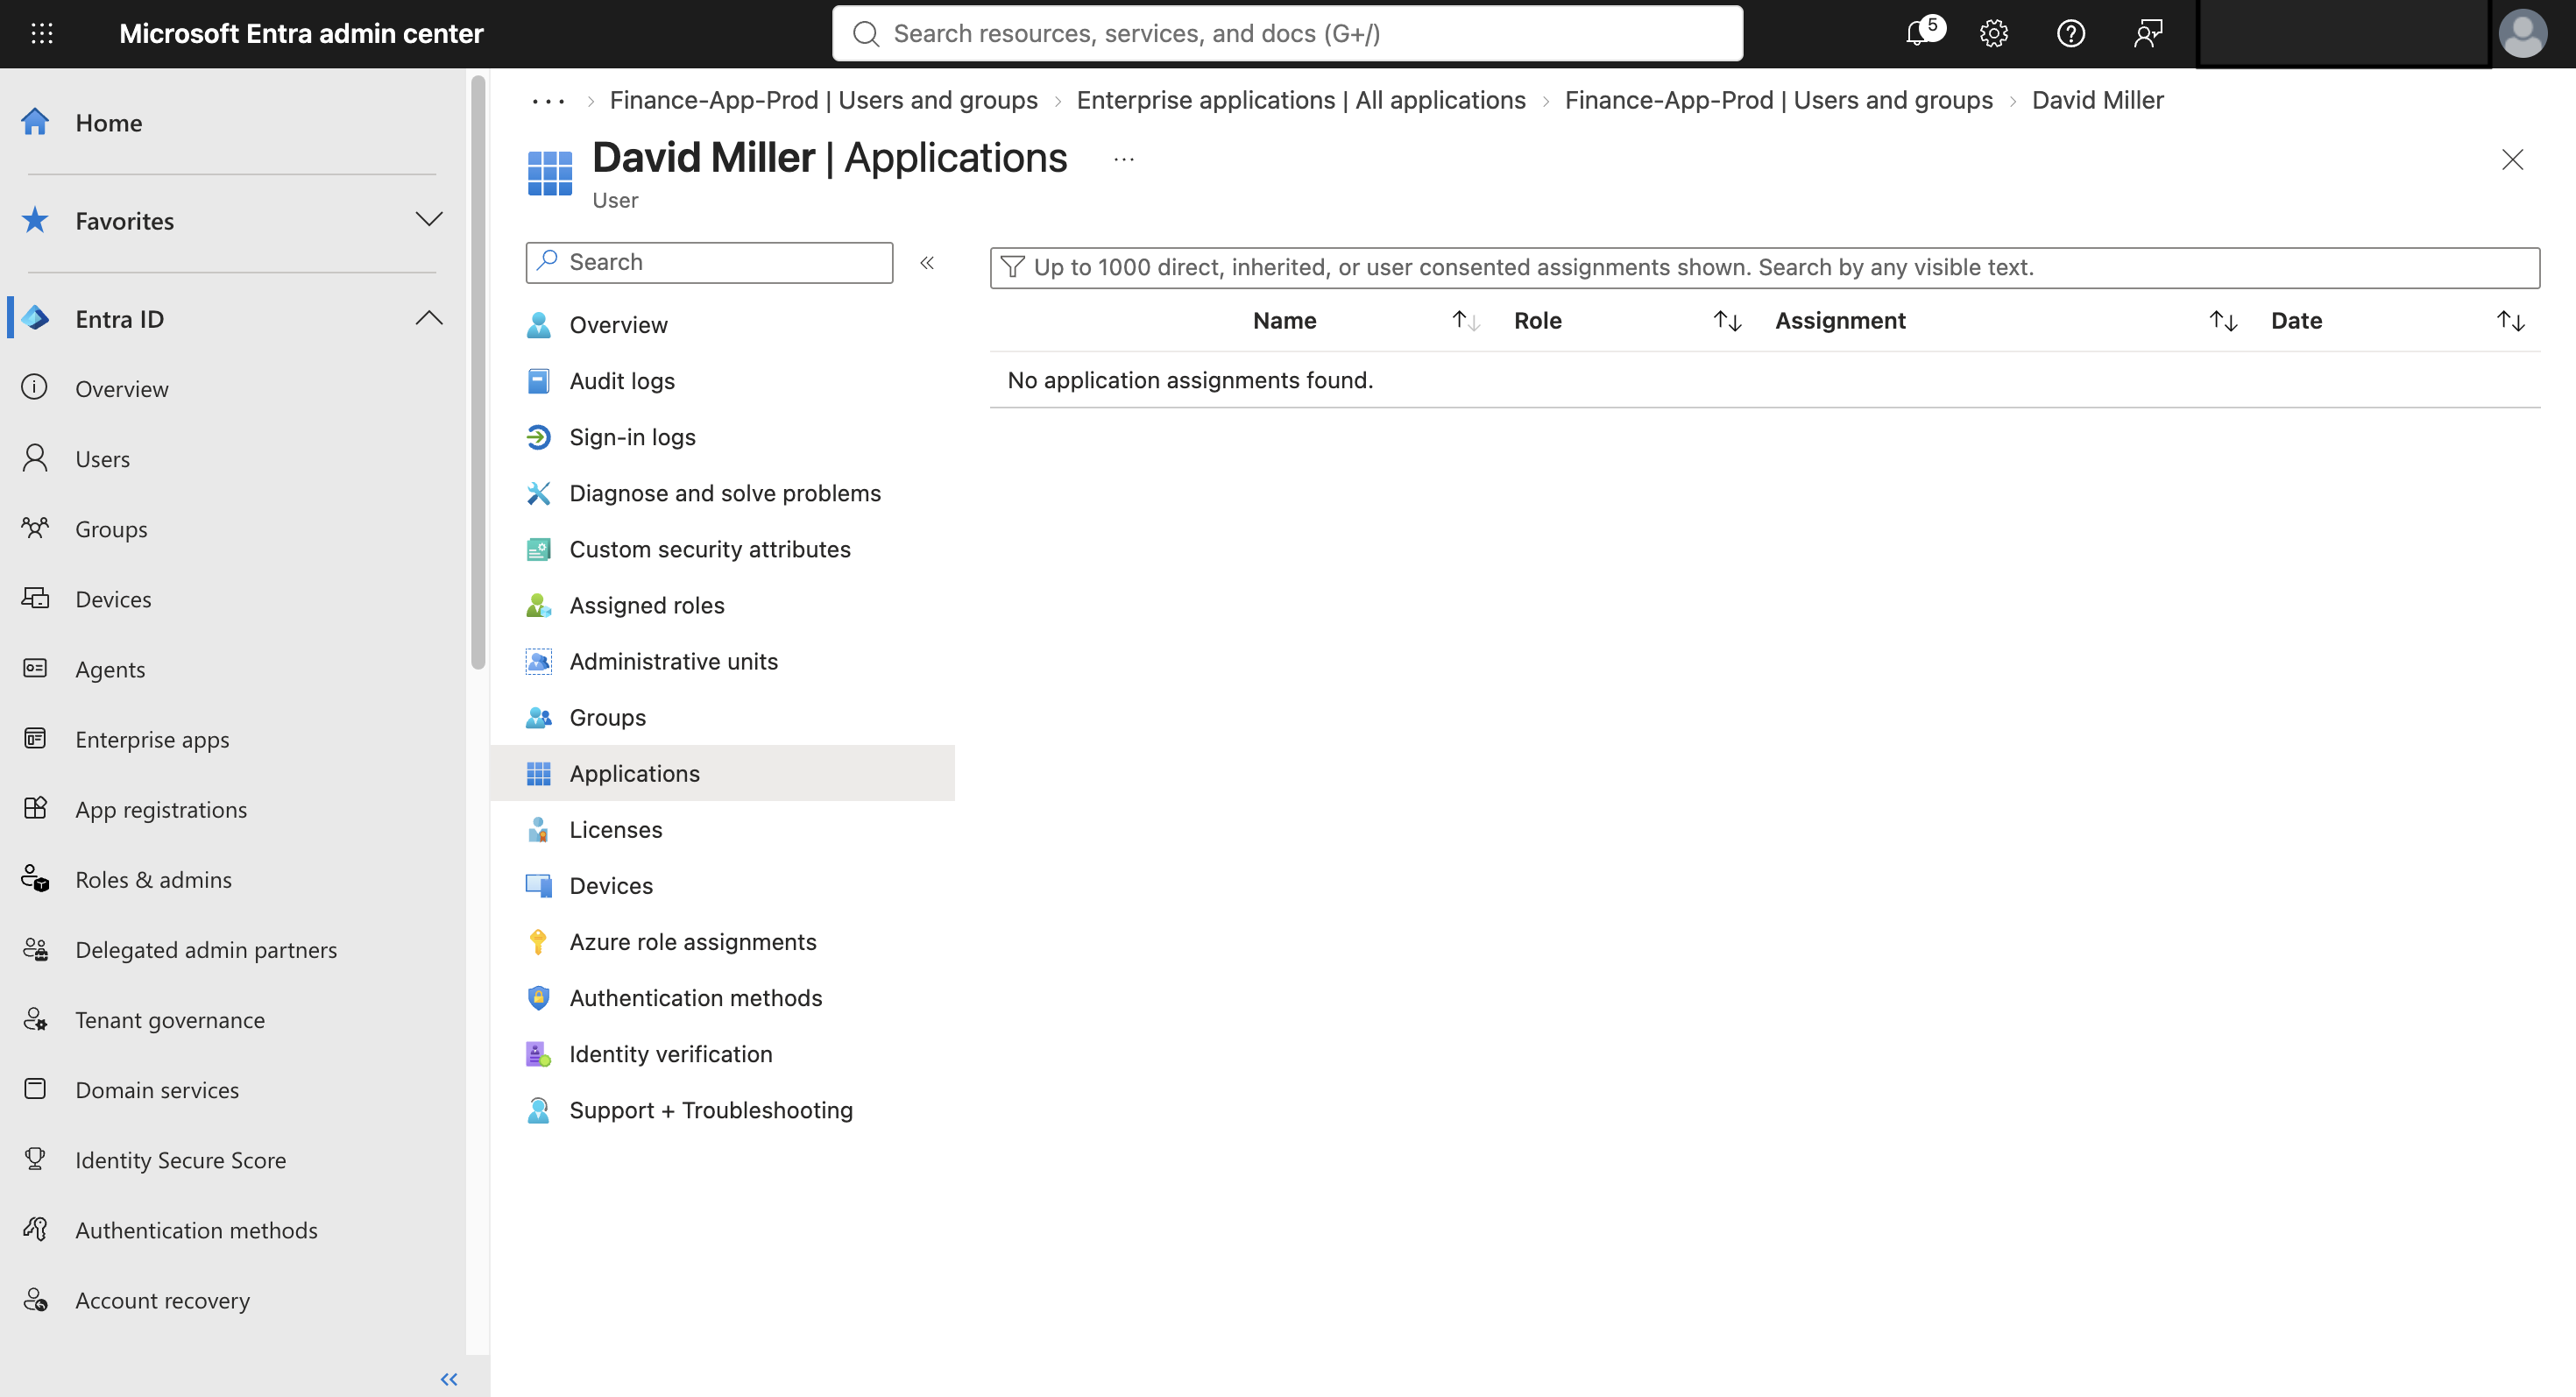 Microsoft Entra admin center
Search resources, services, and docs (G+/)
5
Home
Favorites
Entra ID
Overview
Users
Groups
Devices
Agents
Enterprise apps
App registrations
Roles & admins
Delegated admin partners
Tenant governance
Domain services
Identity Secure Score
Authentication methods
Account recovery
... > Finance-App-Prod | Users and groups > Enterprise applications | All applications > Finance-App-Prod | Users and groups > David Miller
David Miller | Applications ...
User
Search
Overview
Audit logs
Sign-in logs
Diagnose and solve problems
Custom security attributes
Assigned roles
Administrative units
Groups
Applications
Licenses
Devices
Azure role assignments
Authentication methods
Identity verification
Support + Troubleshooting
Up to 1000 direct, inherited, or user consented assignments shown. Search by any visible text.
Name Role Assignment Date
No application assignments found.